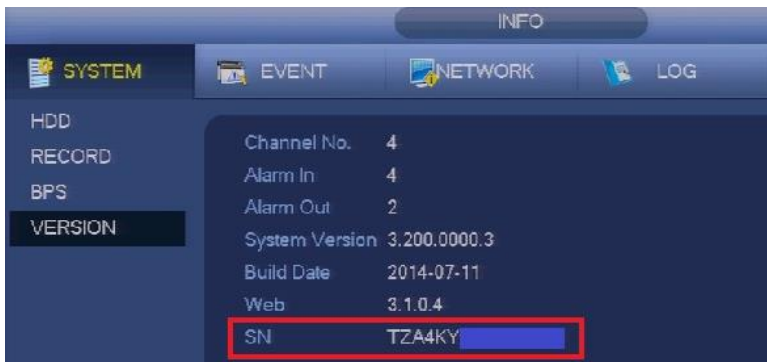 INFO
SYSTEM EVENT NETWORK LOG
HDD
RECORD
BPS
VERSION
Channel No. 4
Alarm In 4
Alarm Out 2
System Version 3.200.0000.3
Build Date 2014-07-11
Web 3.1.0.4
SN TZA4KY